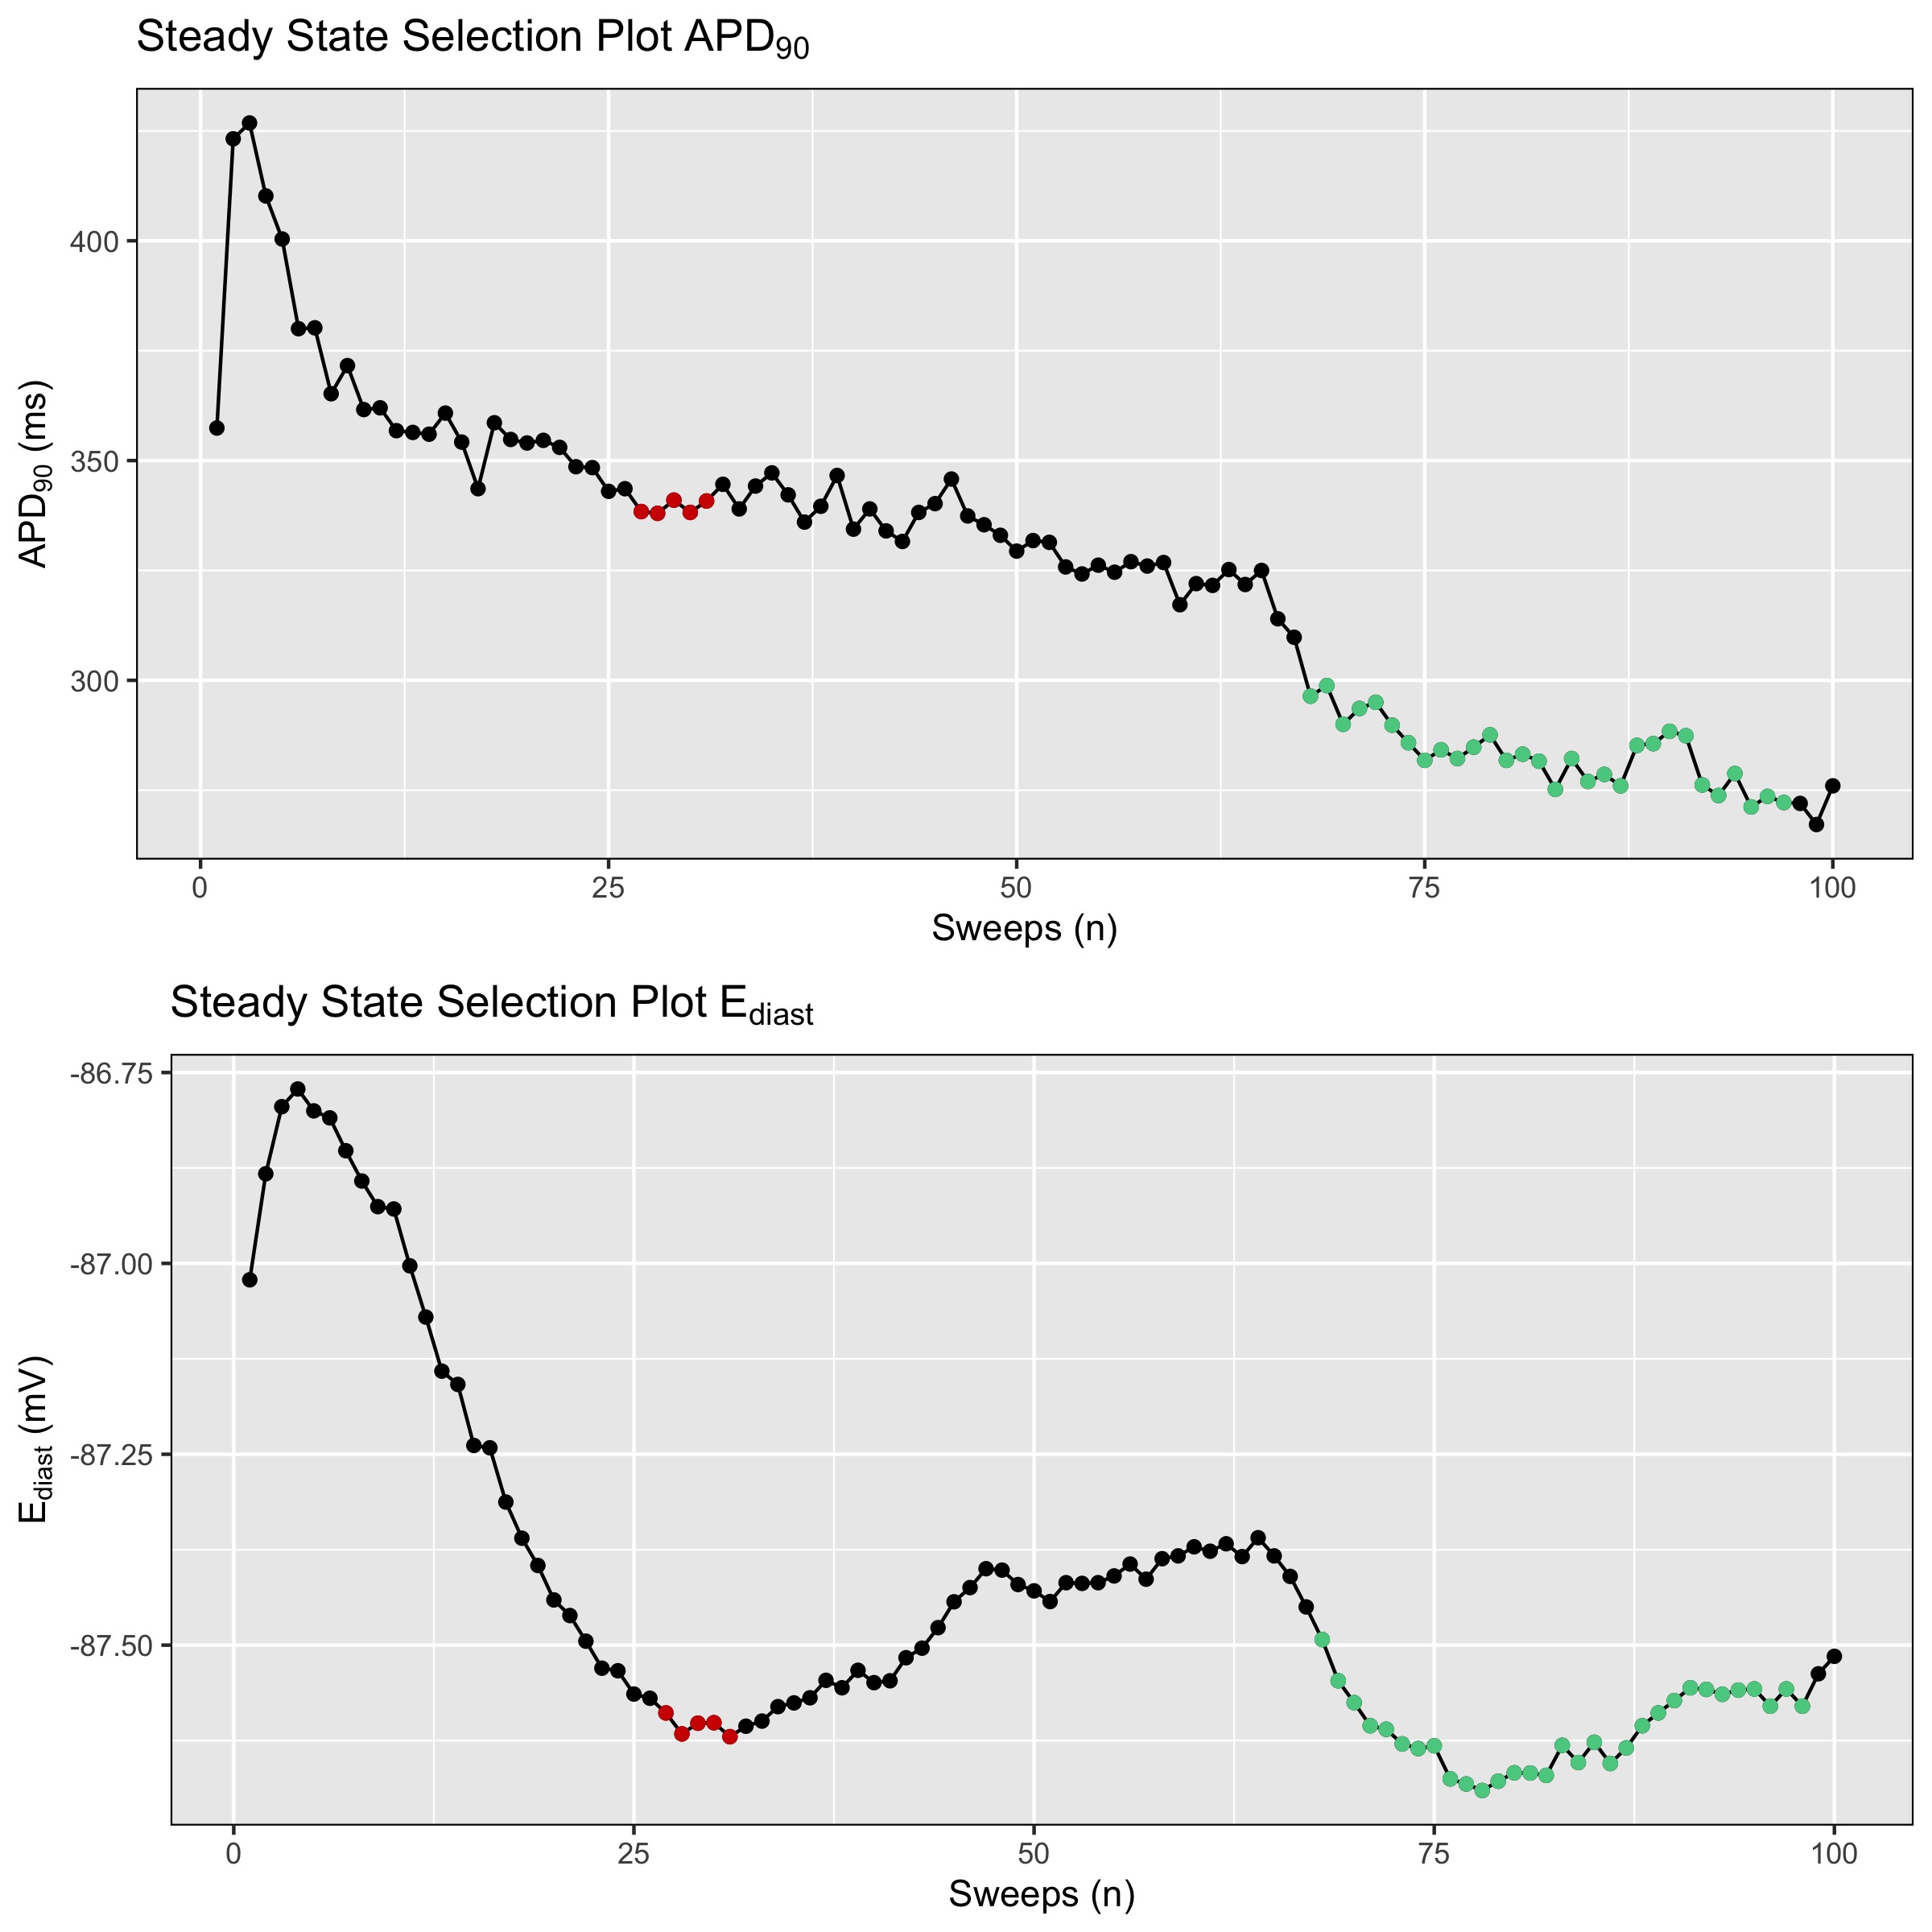 Steady State Selection Plot APD90
400
350
300
APD90 (ms)
0 25 50 75 100
Sweeps (n)
Steady State Selection Plot Ediast
-86.75
-87.00
-87.25
-87.50
Ediast (mV)
0 25 50 75 100
Sweeps (n)